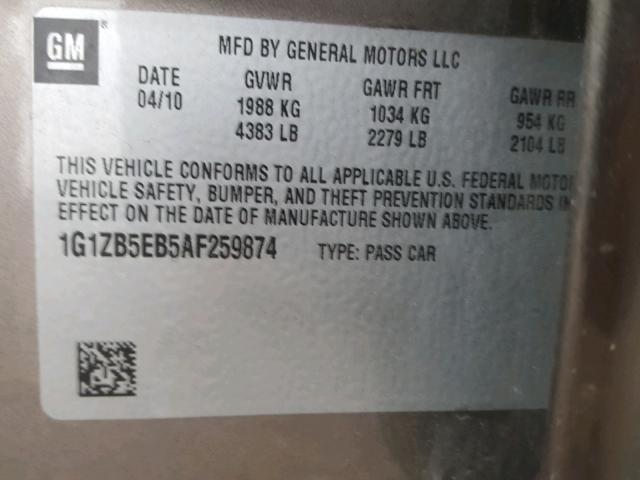 GM
®
MFD BY GENERAL MOTORS LLC
DATE GVWR GAWR FRT GAWR RR
04/10 1988 KG 1034 KG 954 KG
4383 LB 2279 LB 2104 LB
THIS VEHICLE CONFORMS TO ALL APPLICABLE U.S. FEDERAL MOTOR
VEHICLE SAFETY, BUMPER, AND THEFT PREVENTION STANDARDS IN
EFFECT ON THE DATE OF MANUFACTURE SHOWN ABOVE.
1G1ZB5EB5AF259874 TYPE: PASS CAR